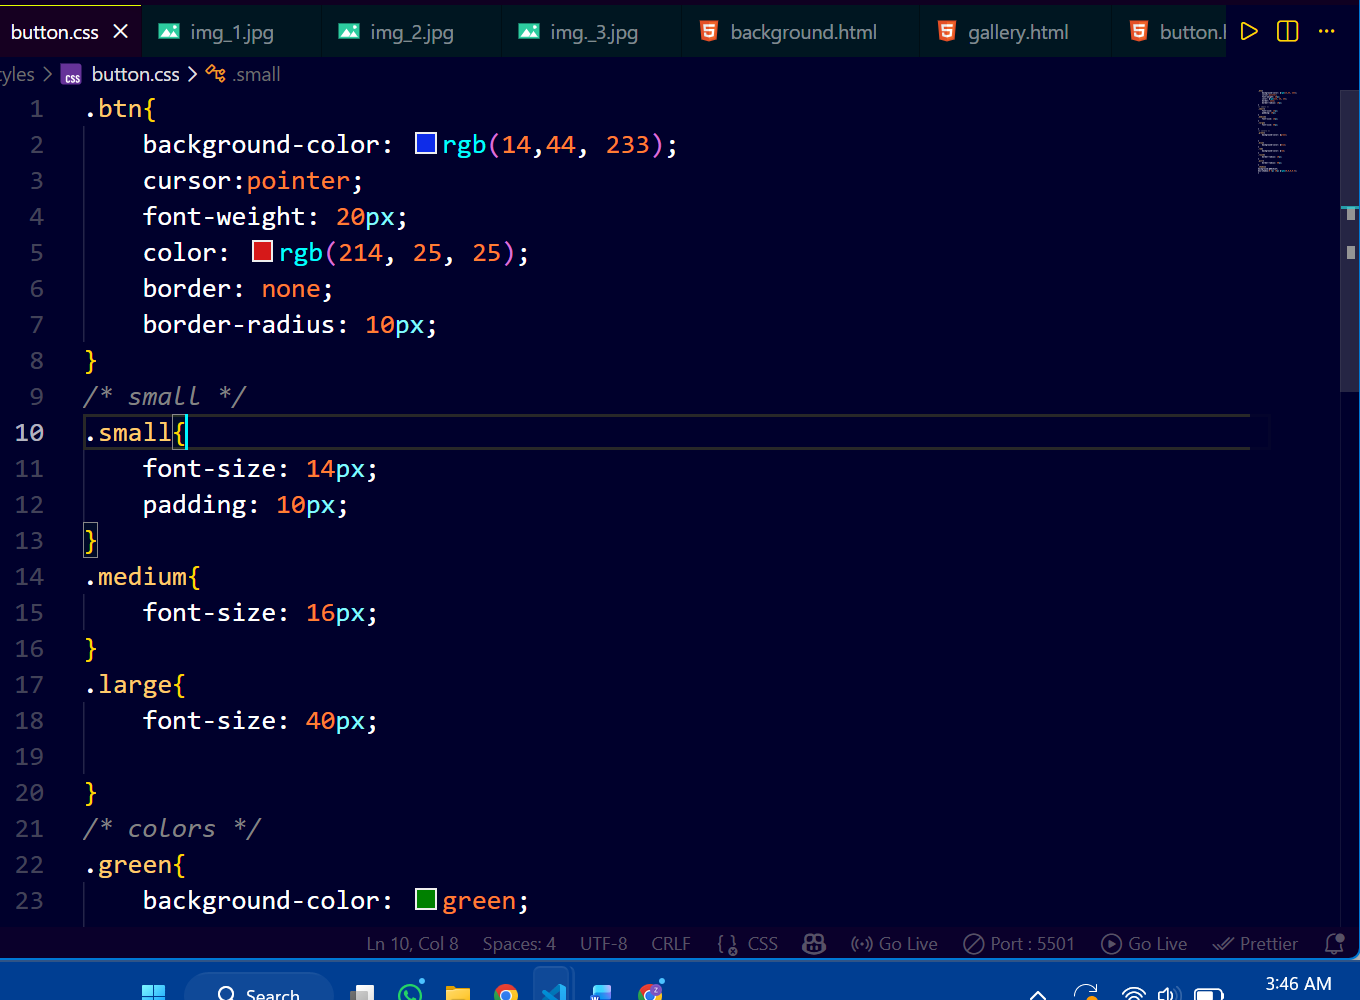 button.css
img_1.jpg
img_2.jpg
img._3.jpg
background.html
gallery.html
button.
yles > button.css > .small
1 .btn{
2 background-color: rgb(14,44, 233);
3 cursor:pointer;
4 font-weight: 20px;
5 color: rgb(214, 25, 25);
6 border: none;
7 border-radius: 10px;
8 }
9 /* small */
10 .small{
11 font-size: 14px;
12 padding: 10px;
13 }
14 .medium{
15 font-size: 16px;
16 }
17 .large{
18 font-size: 40px;
19
20 }
21 /* colors */
22 .green{
23 background-color: green;
Ln 10, Col 8 Spaces: 4 UTF-8 CRLF {} CSS Go Live Port : 5501 Go Live Prettier
Search
3:46 AM